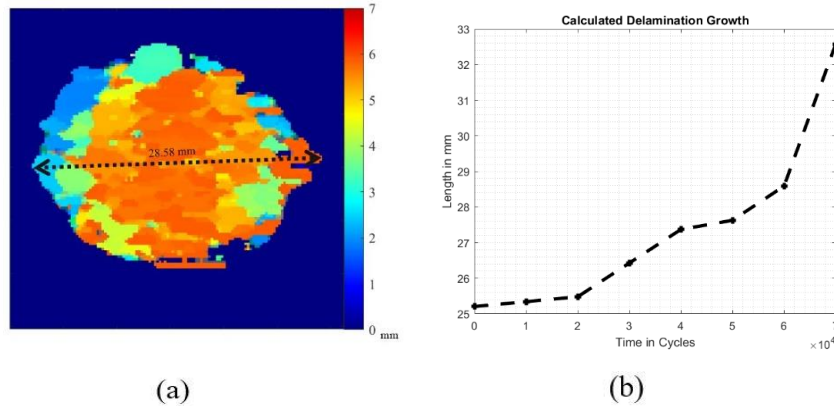 7
6
5
4
3
2
1
0
mm
28.58 mm
(a)
Calculated Delamination Growth
Length in mm
33
32
31
30
29
28
27
26
25
0 1 2 3 4 5 6 7
Time in Cycles
×10⁴
(b)